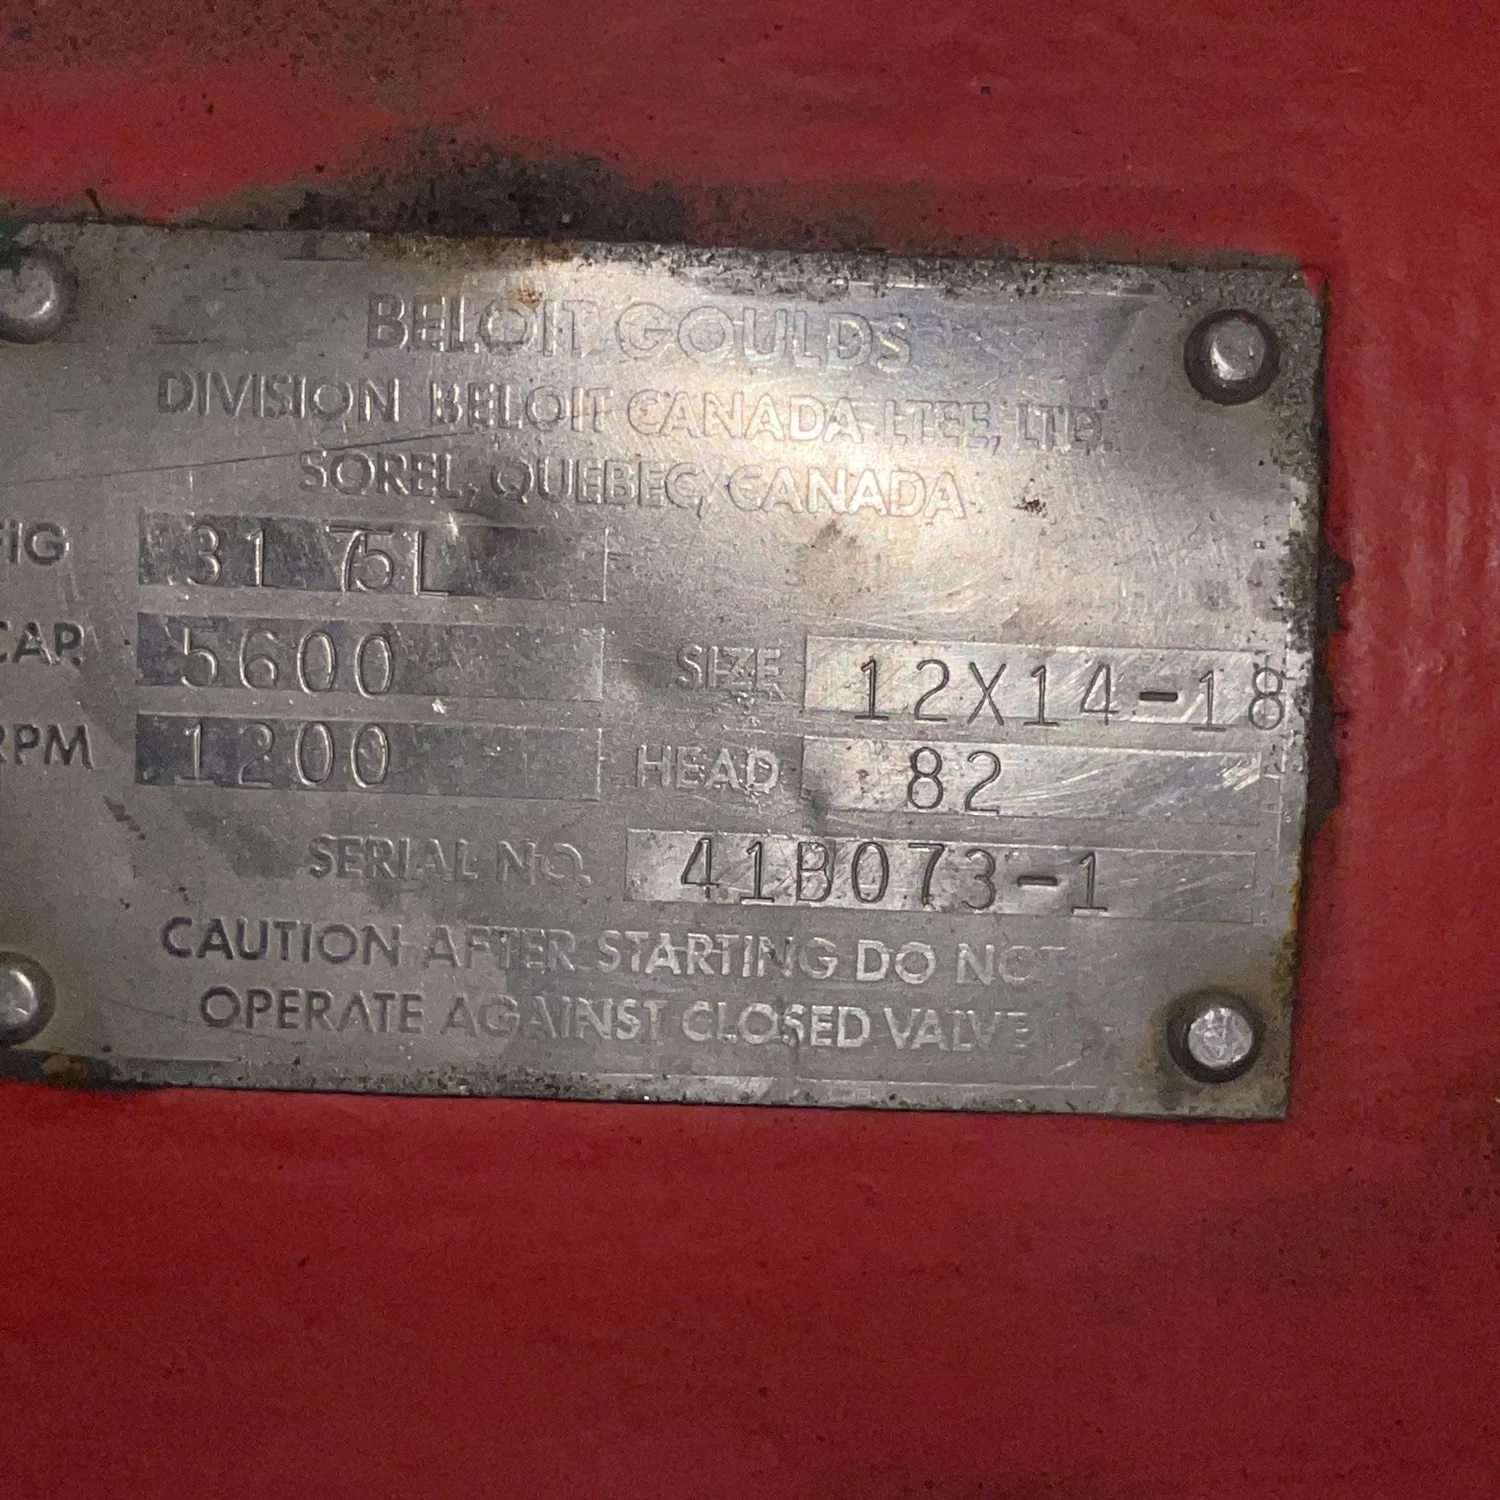 BELOIT GOULDS
DIVISION BELOIT CANADA LTEE, LTD.
SOREL, QUEBEC, CANADA
FIG 3175L
CAP. 5600 SIZE 12X14-18
RPM 1200 HEAD 82
SERIAL NO. 41B073-1
CAUTION-AFTER STARTING DO NOT
OPERATE AGAINST CLOSED VALVE